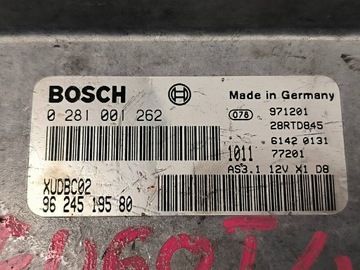 BOSCH
Made in Germany
0 281 001 262
078 971201
28RTD845
6142 0131
1011 77201
AS3.1 12V X1 D8
XUDBC02
96 245 195 80